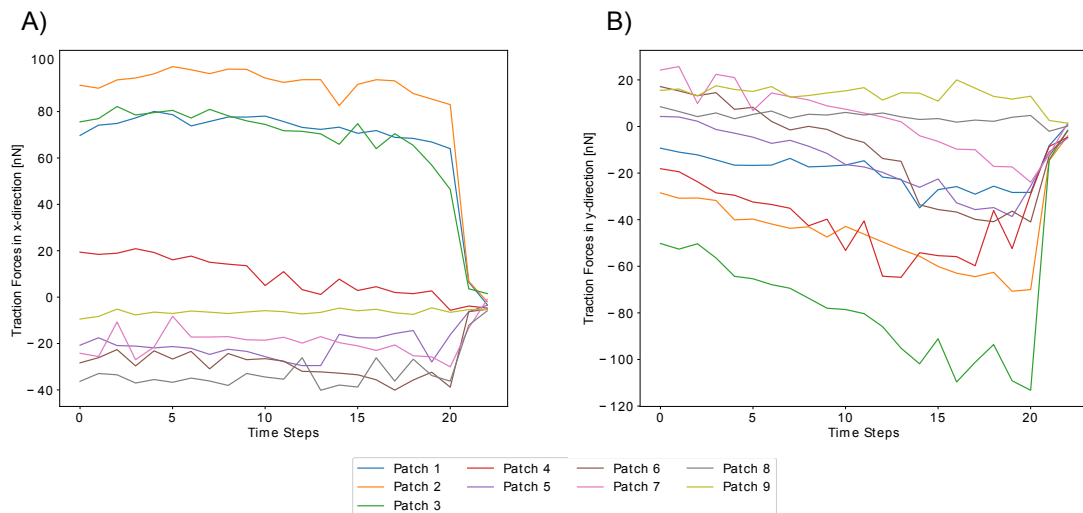 A)
B)
Traction Forces in x-direction [nN]
100
80
60
40
20
0
−20
−40
0
5
10
15
20
Time Steps
Traction Forces in y-direction [nN]
20
0
−20
−40
−60
−80
−100
−120
0
5
10
15
20
Time Steps
Patch 1
Patch 2
Patch 3
Patch 4
Patch 5
Patch 6
Patch 7
Patch 8
Patch 9